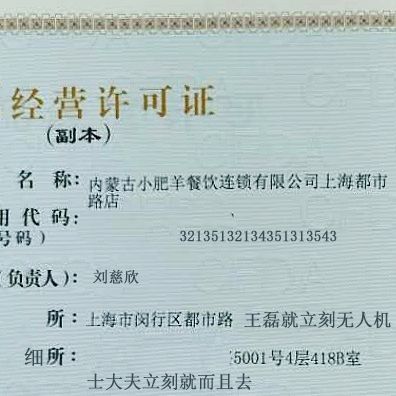 经营许可证
(副本)
名 称: 内蒙古小肥羊餐饮连锁有限公司上海都市
路店
用 代 码:
号码) 32135132134351313543
(负责人): 刘慈欣
所: 上海市闵行区都市路 王磊就立刻无人机
细所: 5001号4层418B室
士大夫立刻就而且去